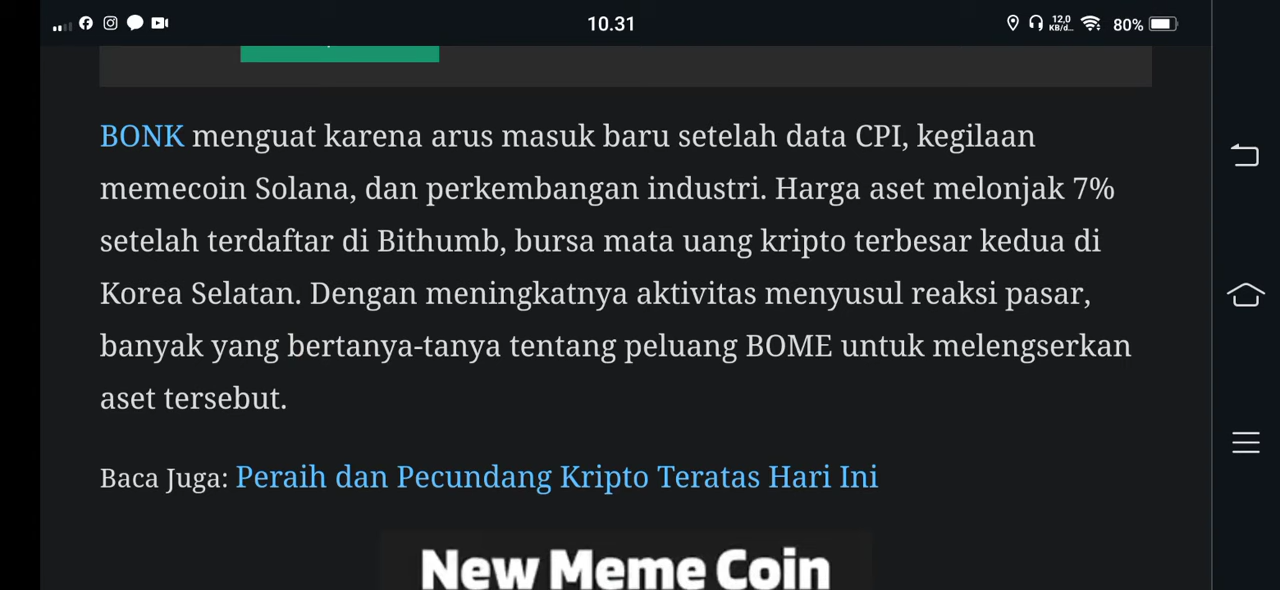 10.31
12,0
KB/d...
80%
BONK menguat karena arus masuk baru setelah data CPI, kegilaan
memecoin Solana, dan perkembangan industri. Harga aset melonjak 7%
setelah terdaftar di Bithumb, bursa mata uang kripto terbesar kedua di
Korea Selatan. Dengan meningkatnya aktivitas menyusul reaksi pasar,
banyak yang bertanya-tanya tentang peluang BOME untuk melengserkan
aset tersebut.
Baca Juga: Peraih dan Pecundang Kripto Teratas Hari Ini
New Meme Coin